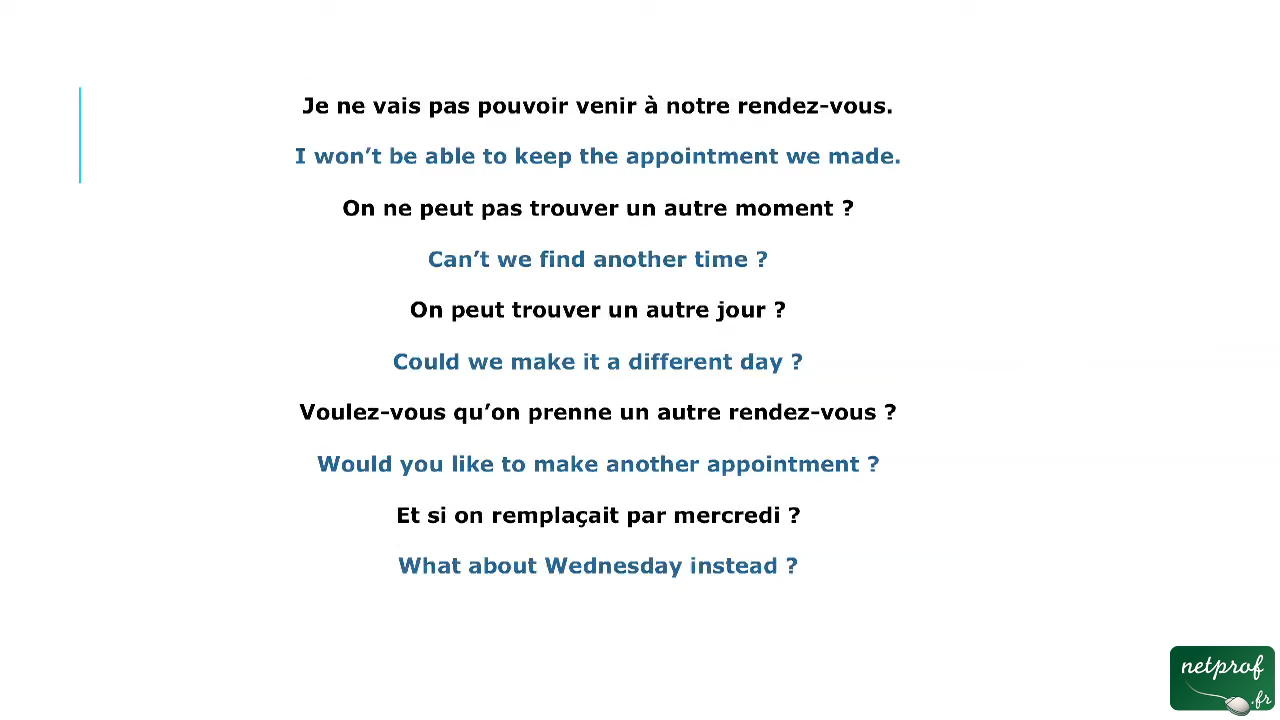 Je ne vais pas pouvoir venir à notre rendez-vous.
I won’t be able to keep the appointment we made.
On ne peut pas trouver un autre moment ?
Can’t we find another time ?
On peut trouver un autre jour ?
Could we make it a different day ?
Voulez-vous qu’on prenne un autre rendez-vous ?
Would you like to make another appointment ?
Et si on remplaçait par mercredi ?
What about Wednesday instead ?
netprof
.fr